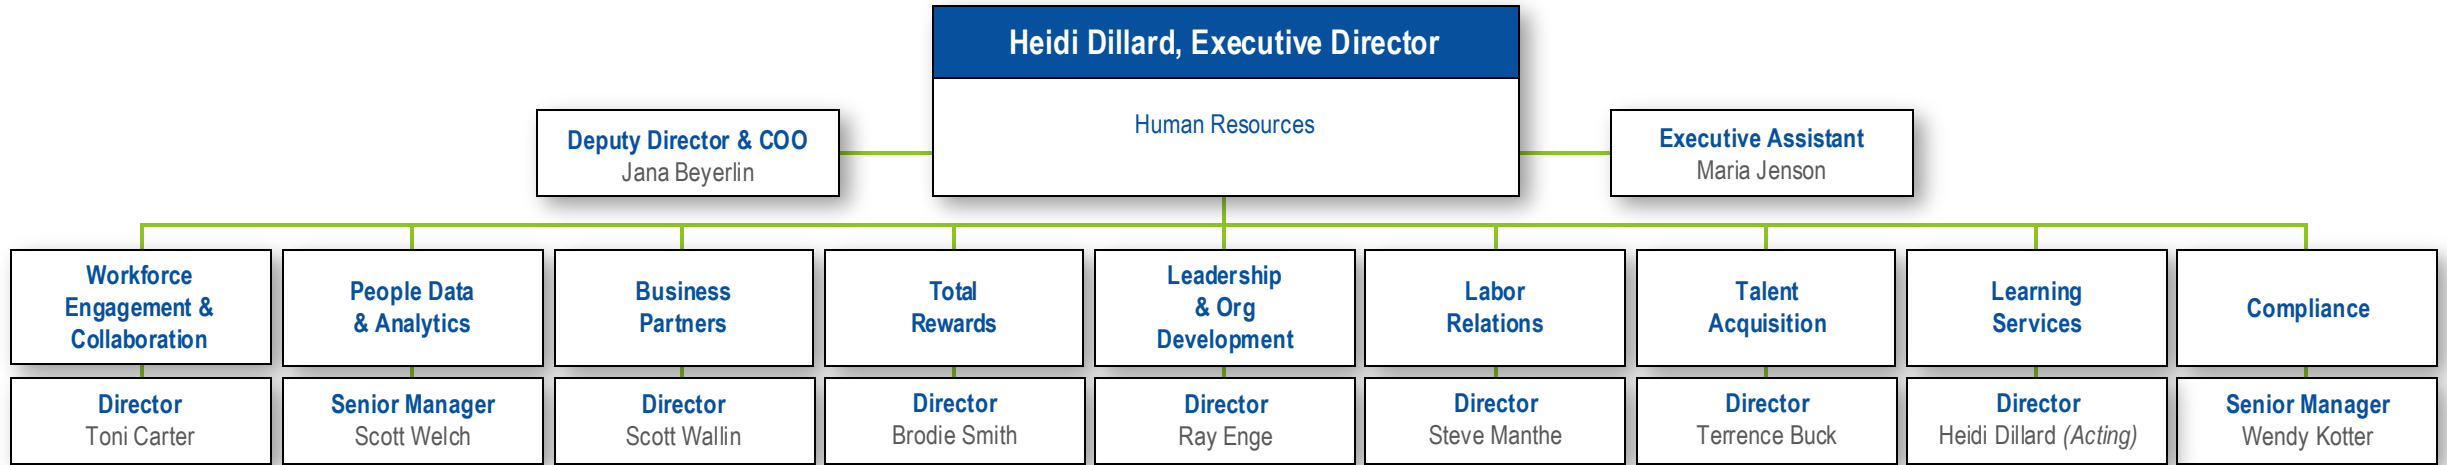 Heidi Dillard, Executive Director
Human Resources
Deputy Director & COO
Jana Beyerlin
Executive Assistant
Maria Jenson
Workforce
Engagement &
Collaboration
Director
Toni Carter
People Data
& Analytics
Senior Manager
Scott Welch
Business
Partners
Director
Scott Wallin
Total
Rewards
Director
Brodie Smith
Leadership
& Org
Development
Director
Ray Enge
Labor
Relations
Director
Steve Manthe
Talent
Acquisition
Director
Terrence Buck
Learning
Services
Director
Heidi Dillard (Acting)
Compliance
Senior Manager
Wendy Kotter